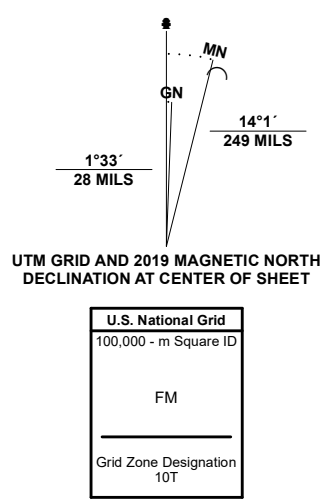 MN
GN
14°1´
249 MILS
1°33´
28 MILS
UTM GRID AND 2019 MAGNETIC NORTH
DECLINATION AT CENTER OF SHEET
U.S. National Grid
100,000 - m Square ID
FM
Grid Zone Designation
10T